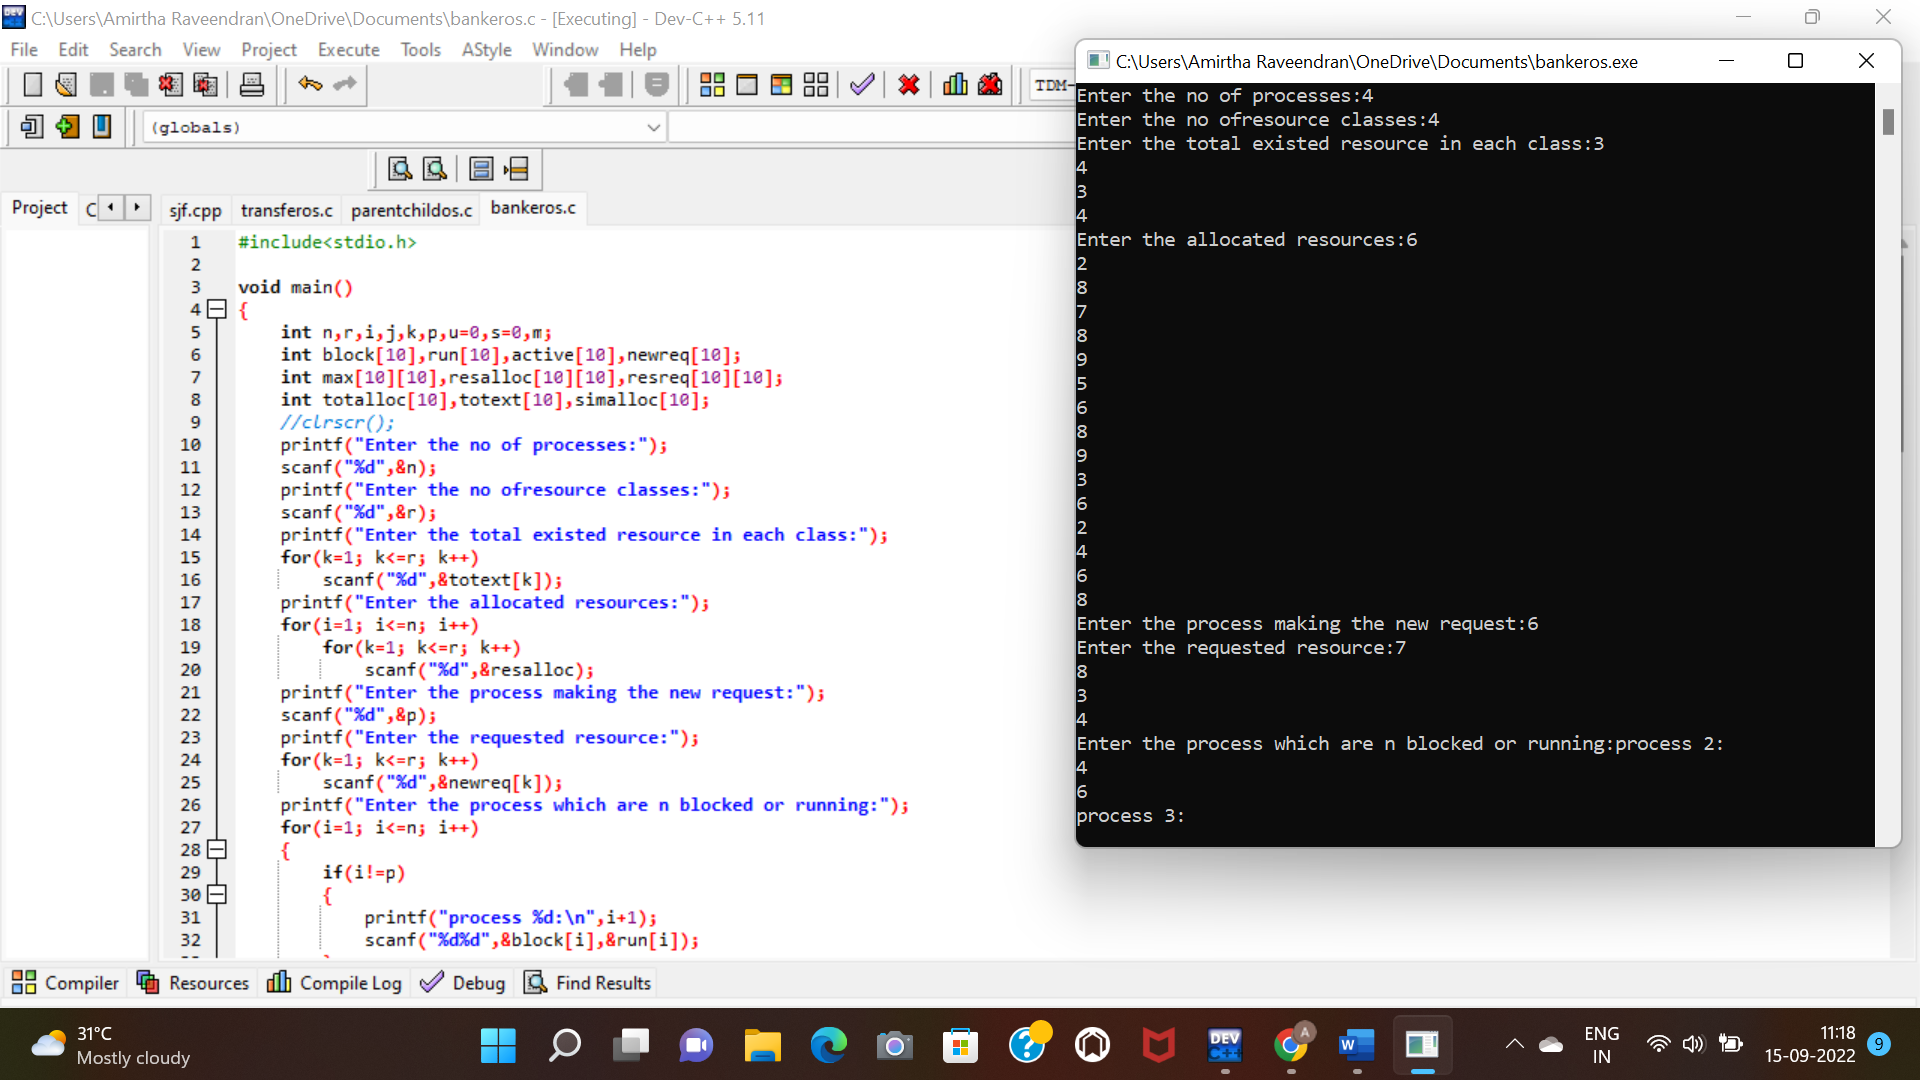 C:\Users\Amirtha Raveendran\OneDrive\Documents\bankeros.c - [Executing] - Dev-C++ 5.11
File Edit Search View Project Execute Tools AStyle Window Help
TDM-
(globals)
Project C
sjf.cpp transferos.c parentchildos.c bankeros.c
1 #include<stdio.h>
2
3 void main()
4 {
5 int n,r,i,j,k,p,u=0,s=0,m;
6 int block[10],run[10],active[10],newreq[10];
7 int max[10][10],resalloc[10][10],resreq[10][10];
8 int totalloc[10],totext[10],simalloc[10];
9 //clrscr();
10 printf("Enter the no of processes:");
11 scanf("%d",&n);
12 printf("Enter the no ofresource classes:");
13 scanf("%d",&r);
14 printf("Enter the total existed resource in each class:");
15 for(k=1; k<=r; k++)
16 scanf("%d",&totext[k]);
17 printf("Enter the allocated resources:");
18 for(i=1; i<=n; i++)
19 for(k=1; k<=r; k++)
20 scanf("%d",&resalloc);
21 printf("Enter the process making the new request:");
22 scanf("%d",&p);
23 printf("Enter the requested resource:");
24 for(k=1; k<=r; k++)
25 scanf("%d",&newreq[k]);
26 printf("Enter the process which are n blocked or running:");
27 for(i=1; i<=n; i++)
28 {
29 if(i!=p)
30 {
31 printf("process %d:\n",i+1);
32 scanf("%d%d",&block[i],&run[i]);
C:\Users\Amirtha Raveendran\OneDrive\Documents\bankeros.exe
Enter the no of processes:4
Enter the no ofresource classes:4
Enter the total existed resource in each class:3
4
3
4
Enter the allocated resources:6
2
8
7
8
9
5
6
8
9
3
6
2
4
6
8
Enter the process making the new request:6
Enter the requested resource:7
8
3
4
Enter the process which are n blocked or running:process 2:
4
6
process 3:
Compiler Resources Compile Log Debug Find Results
31°C
Mostly cloudy
DEV C++
A
W
ENG
IN
11:18
15-09-2022
9